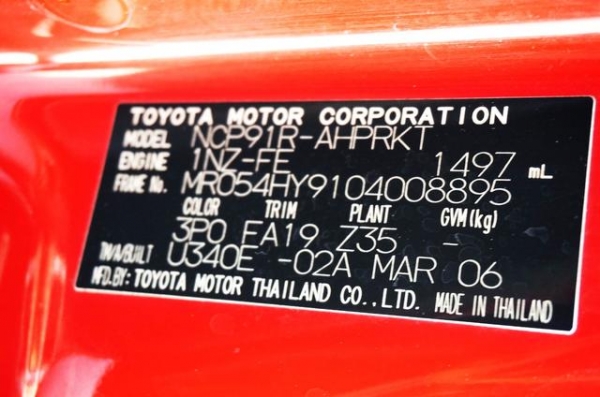 TOYOTA MOTOR CORPORATION
MODEL NCP91R-AHPRKT
ENGINE 1NZ-FE 1497 mL
FRAME No. MR054HY9104008895
COLOR TRIM PLANT GVM(kg)
3P0 FA19 Z35 -
TM/A/BUILT U340E -02A MAR 06
MFD.BY: TOYOTA MOTOR THAILAND CO.,LTD. MADE IN THAILAND